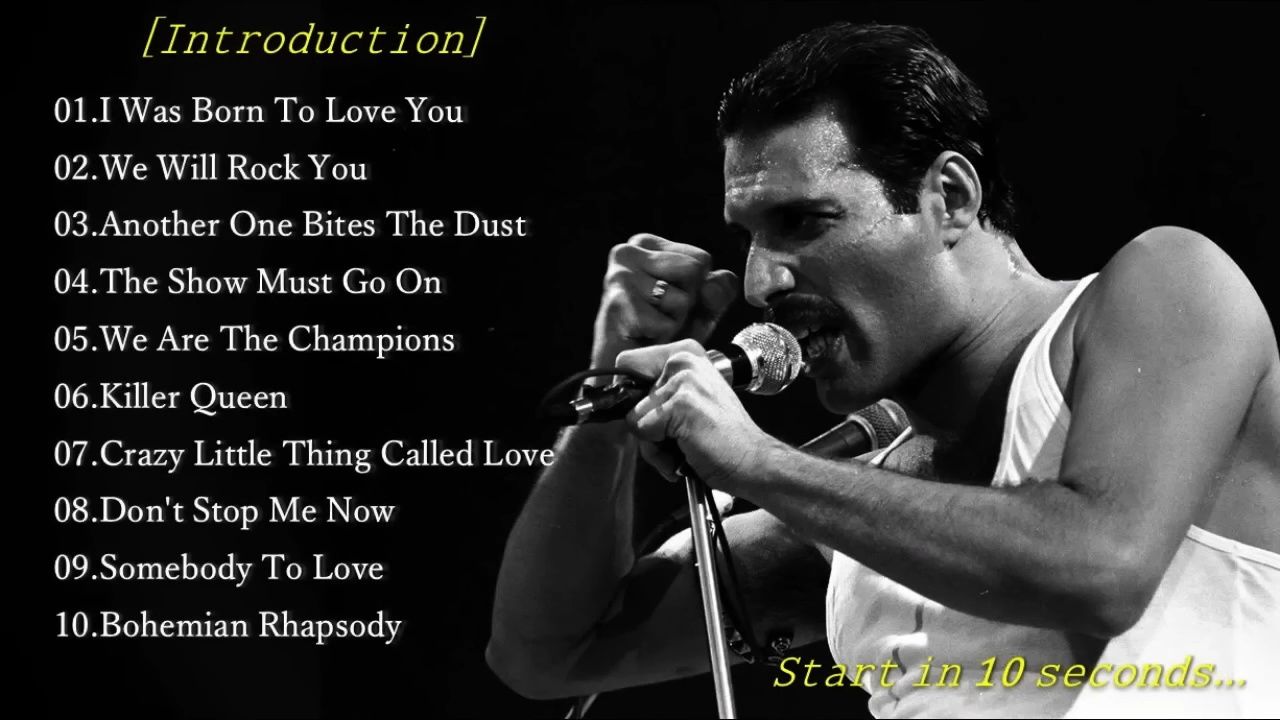 [Introduction]
01.I Was Born To Love You
02.We Will Rock You
03.Another One Bites The Dust
04.The Show Must Go On
05.We Are The Champions
06.Killer Queen
07.Crazy Little Thing Called Love
08.Don't Stop Me Now
09.Somebody To Love
10.Bohemian Rhapsody
Start in 10 seconds...